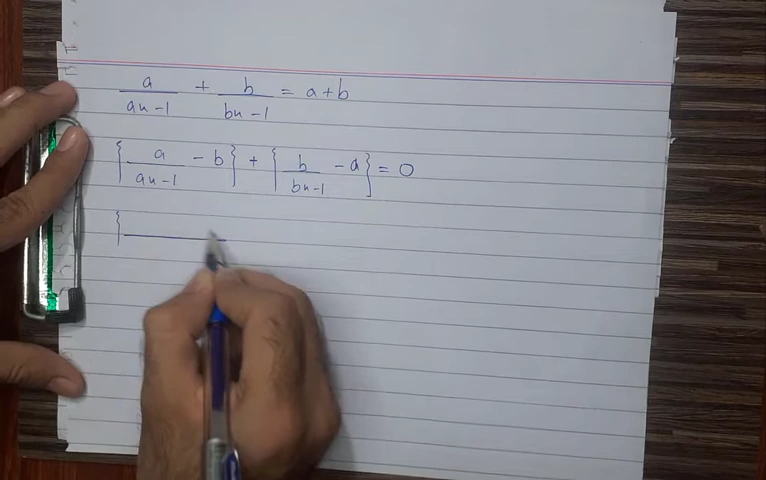 a/(ax-1) + b/(bx-1) = a+b
{a/(ax-1) - b} + {b/(bx-1) - a} = 0
{